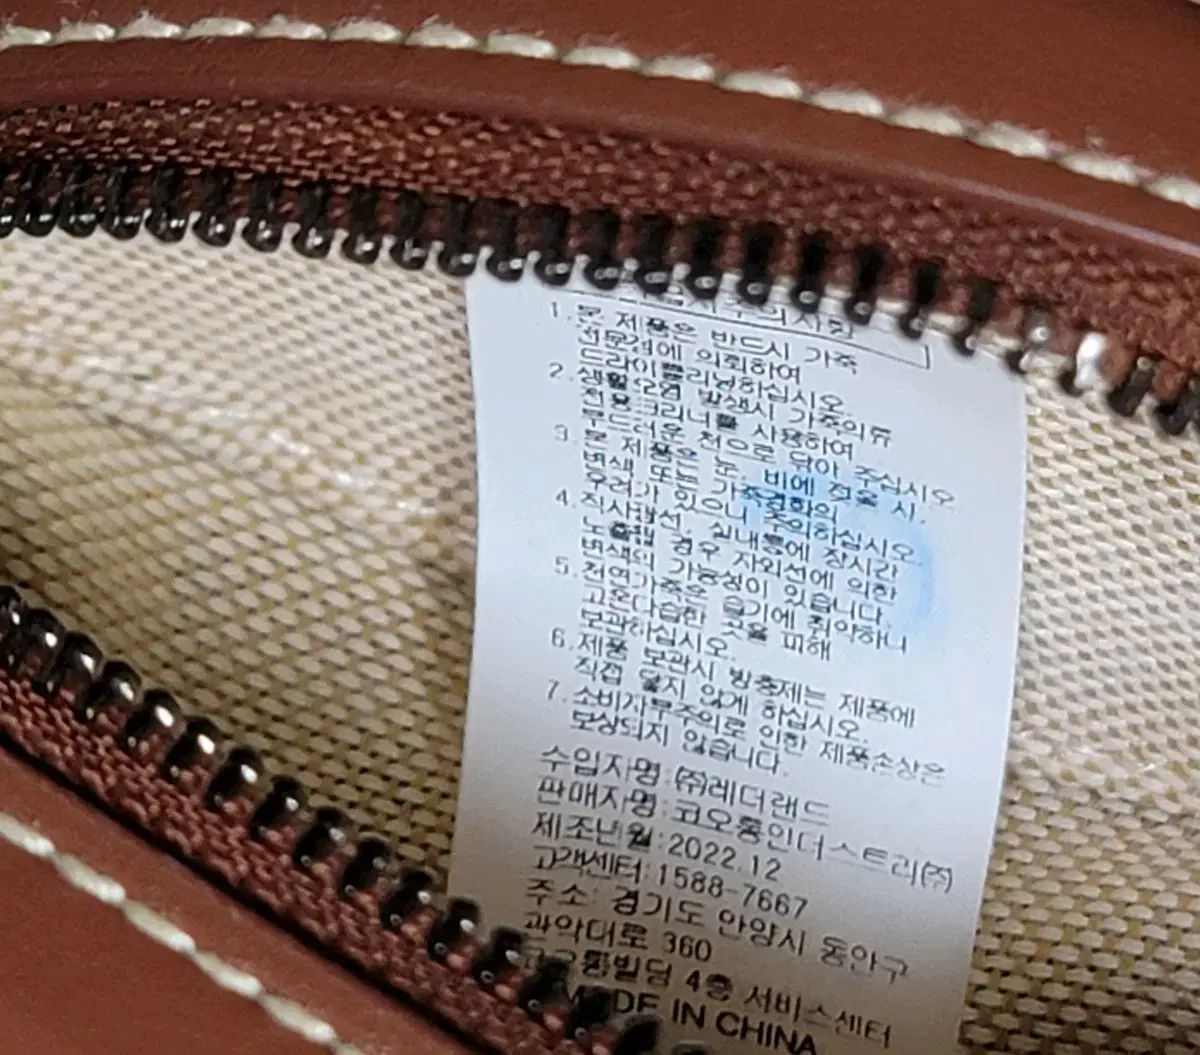 취급시주의사항
1. 본 제품은 반드시 가죽
전문점에 의뢰하여
드라이클리닝하십시오.
2. 생활오염 발생시 가죽의류
전용크리너를 사용하여
부드러운 천으로 닦아 주십시오
3. 본 제품은 눈, 비에 젖을 시,
변색 또는 가죽경화의
우려가 있으니 주의하십시오.
4. 직사광선, 실내등에 장시간
노출될 경우 자외선에 의한
변색의 가능성이 있습니다.
5. 천연가죽은 습기에 취약하니
고온다습한 곳을 피해
보관하십시오.
6. 제품 보관시 방충제는 제품에
직접 닿지 않게 하십시오.
7. 소비자부주의로 인한 제품손상은
보상되지 않습니다.
수입자명:㈜레더랜드
판매자명:코오롱인더스트리㈜
제조년월:2022.12
고객센터:1588-7667
주소: 경기도 안양시 동안구
관악대로 360
코오롱빌딩 4층 서비스센터
MADE IN CHINA